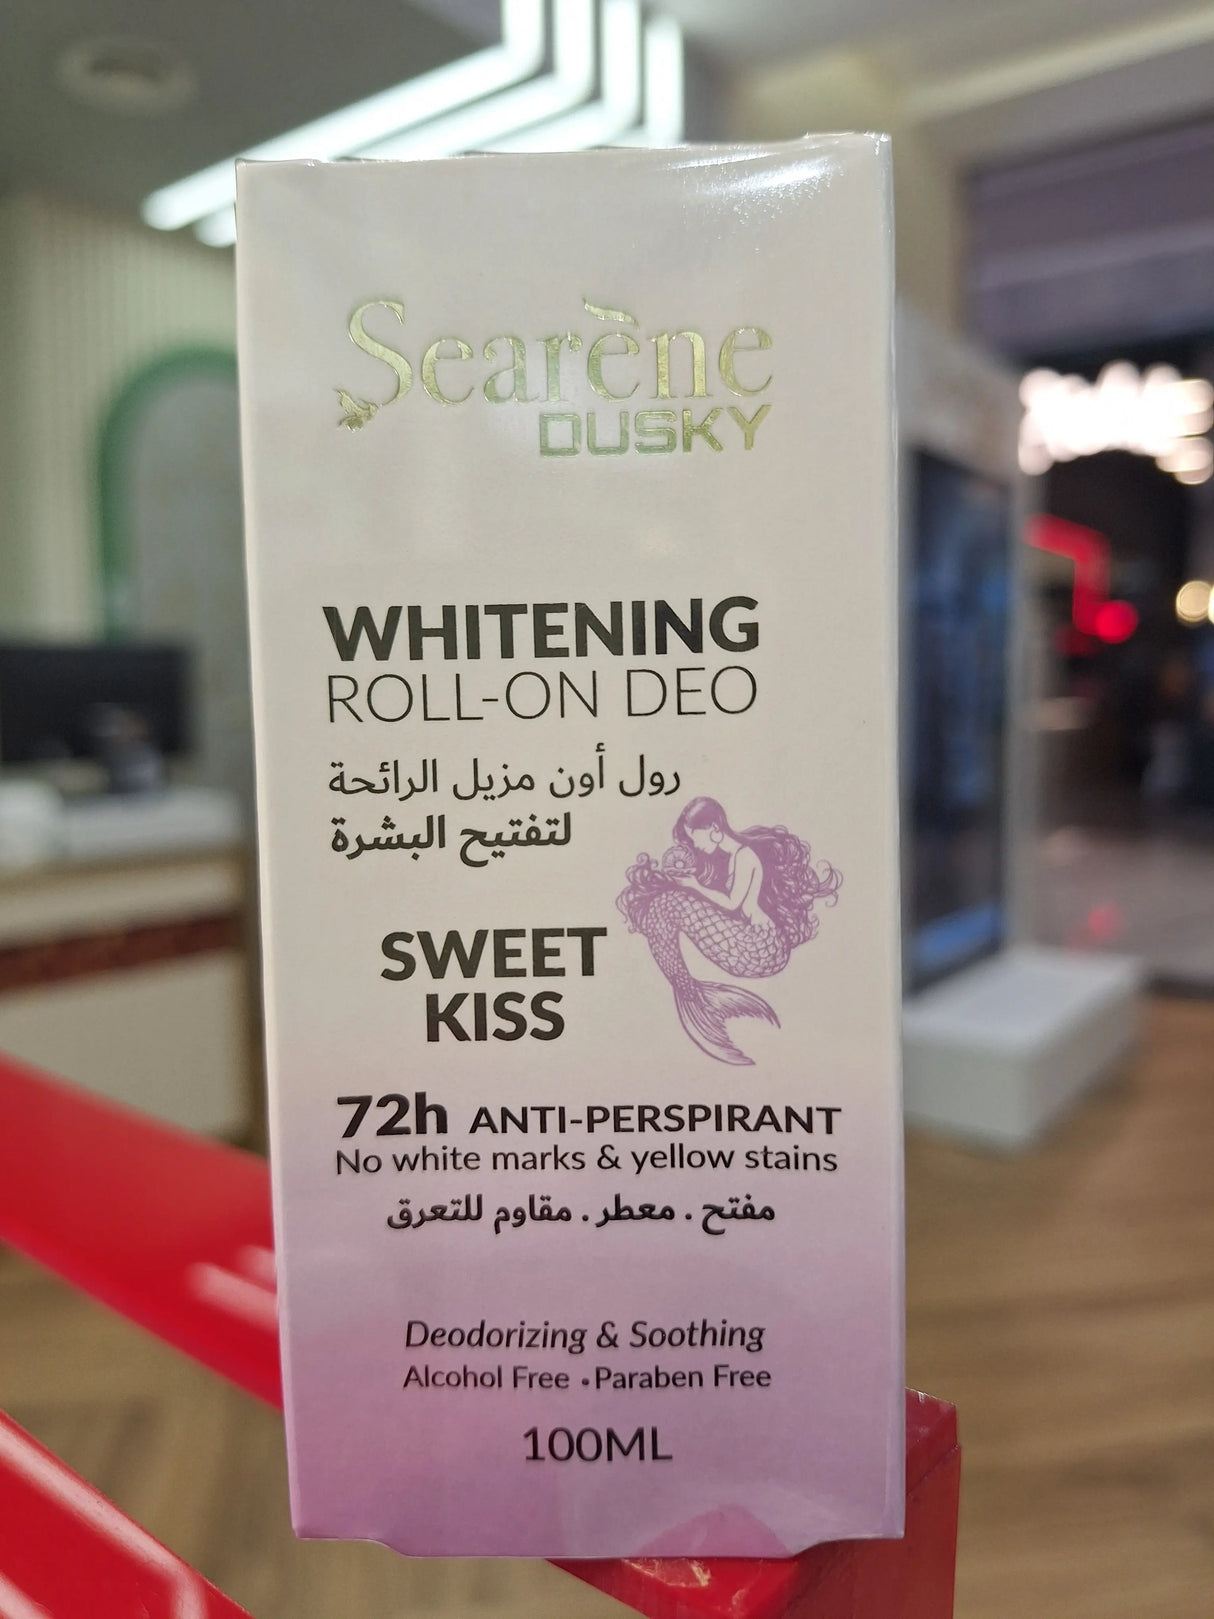 Searène
DUSKY
WHITENING
ROLL-ON DEO
رول أون مزيل الرائحة
لتفتيح البشرة
SWEET
KISS
72h ANTI-PERSPIRANT
No white marks & yellow stains
مفتح . معطر . مقاوم للتعرق
Deodorizing & Soothing
Alcohol Free • Paraben Free
100ML